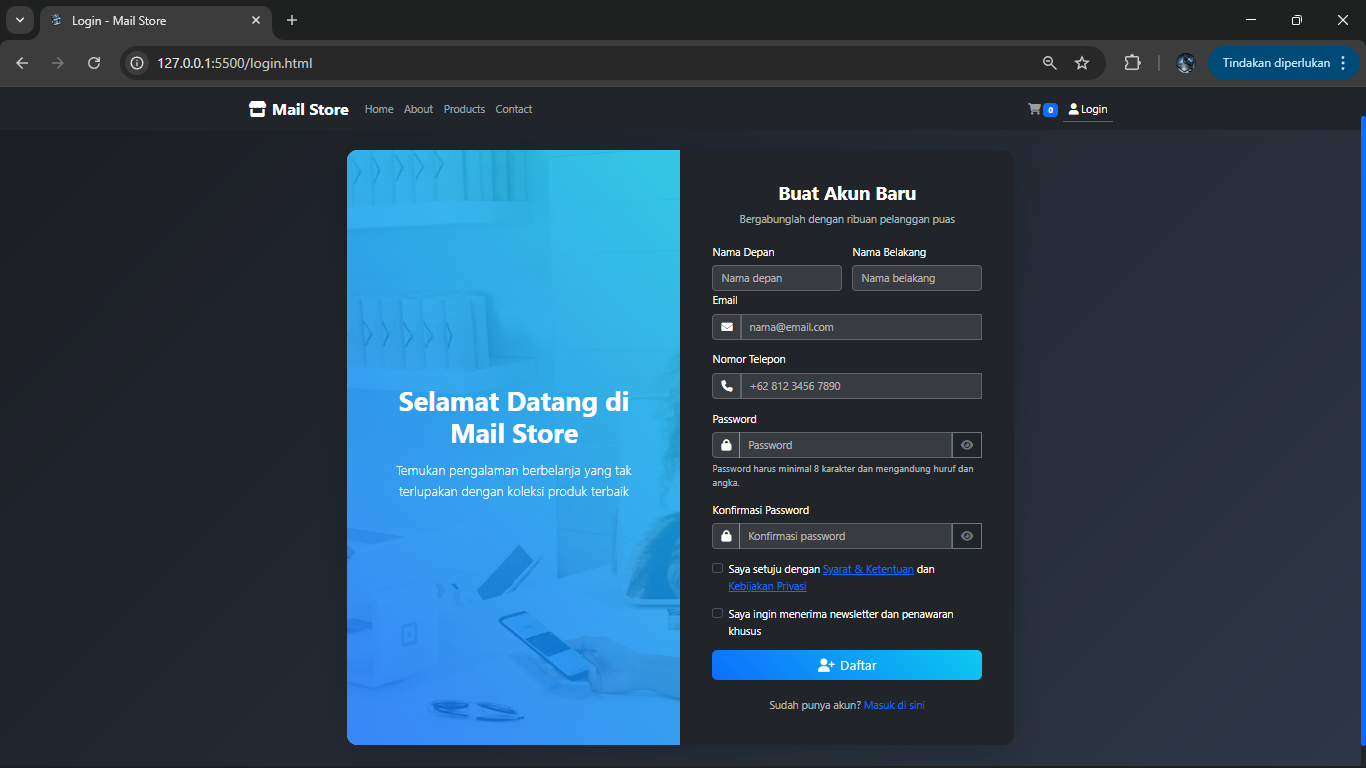 Login - Mail Store
127.0.0.1:5500/login.html
Tindakan diperlukan
Mail Store Home About Products Contact 0 Login
Selamat Datang di
Mail Store
Temukan pengalaman berbelanja yang tak
terlupakan dengan koleksi produk terbaik
Buat Akun Baru
Bergabunglah dengan ribuan pelanggan puas
Nama Depan Nama Belakang
Nama depan Nama belakang
Email
nama@email.com
Nomor Telepon
+62 812 3456 7890
Password
Password
Password harus minimal 8 karakter dan mengandung huruf dan
angka.
Konfirmasi Password
Konfirmasi password
Saya setuju dengan Syarat & Ketentuan dan
Kebijakan Privasi
Saya ingin menerima newsletter dan penawaran
khusus
Daftar
Sudah punya akun? Masuk di sini